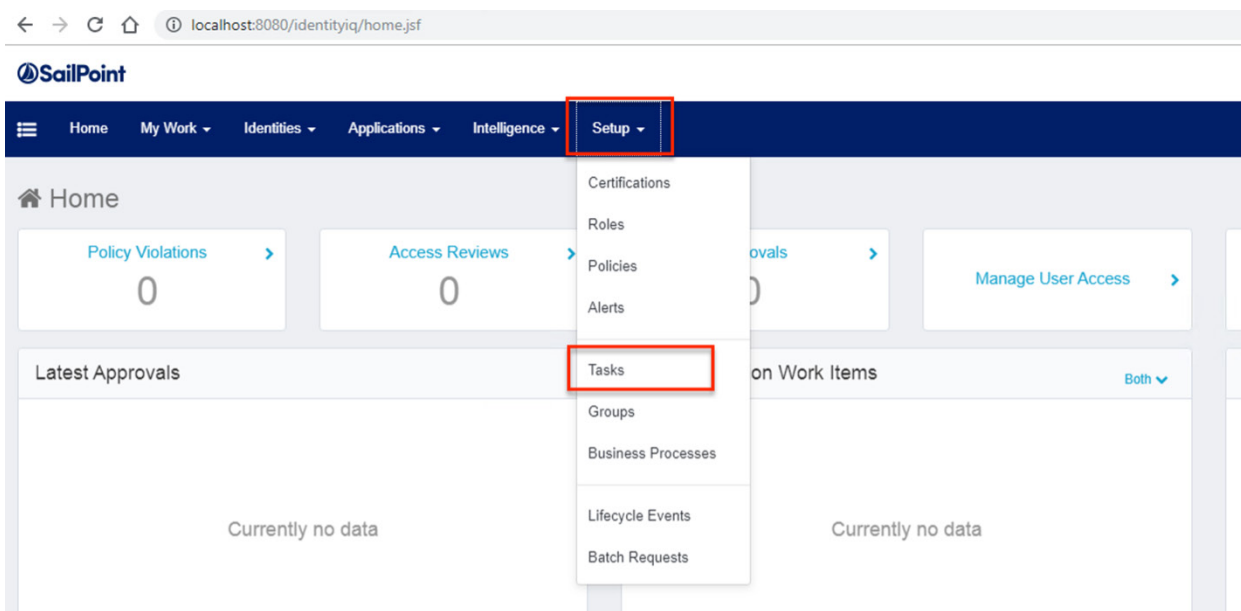 localhost:8080/identityiq/home.jsf
SailPoint
Home My Work Identities Applications Intelligence Setup
Home
Certifications
Roles
Policies
Alerts
Tasks
Groups
Business Processes
Lifecycle Events
Batch Requests
Policy Violations
0
Access Reviews
0
ovals
Manage User Access
Latest Approvals
on Work Items
Both
Currently no data
Currently no data